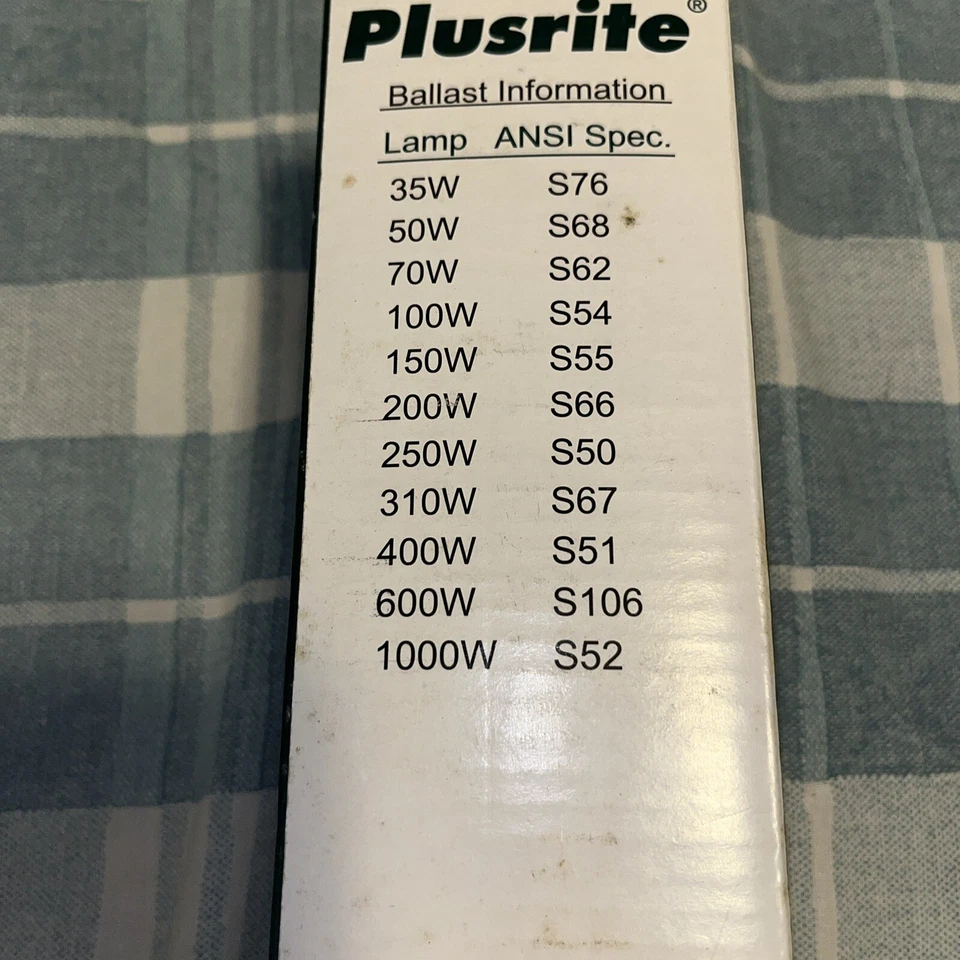 Plusrite®
Ballast Information
Lamp ANSI Spec.
35W S76
50W S68
70W S62
100W S54
150W S55
200W S66
250W S50
310W S67
400W S51
600W S106
1000W S52